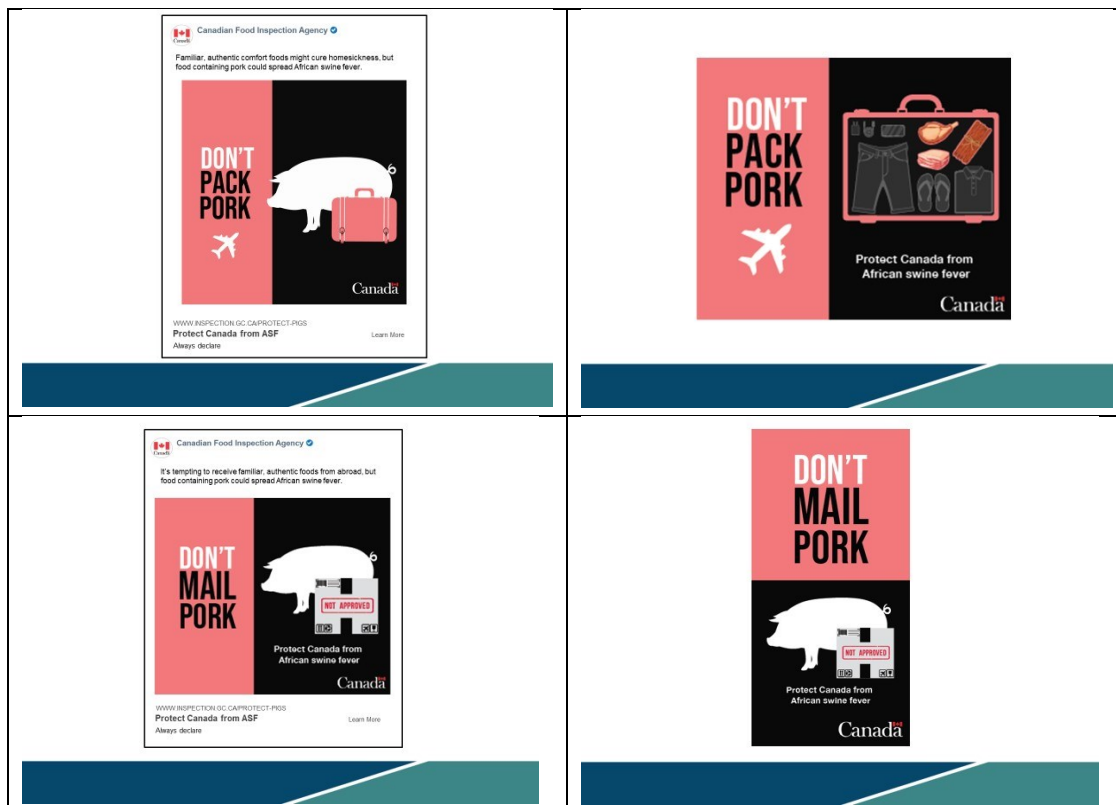 Canadian Food Inspection Agency
Canada
Familiar, authentic comfort foods might cure homesickness, but
food containing pork could spread African swine fever.
DON'T
PACK
PORK
Canada
WWW.INSPECTION.GC.CA/PROTECT-PIGS
Protect Canada from ASF
Learn More
Always declare
DON'T
PACK
PORK
Protect Canada from
African swine fever
Canada
Canadian Food Inspection Agency
Canada
It's tempting to receive familiar, authentic foods from abroad, but
food containing pork could spread African swine fever.
DON'T
MAIL
PORK
NOT APPROVED
Protect Canada from
African swine fever
Canada
WWW.INSPECTION.GC.CA/PROTECT-PIGS
Protect Canada from ASF
Learn More
Always declare
DON'T
MAIL
PORK
NOT APPROVED
Protect Canada from
African swine fever
Canada